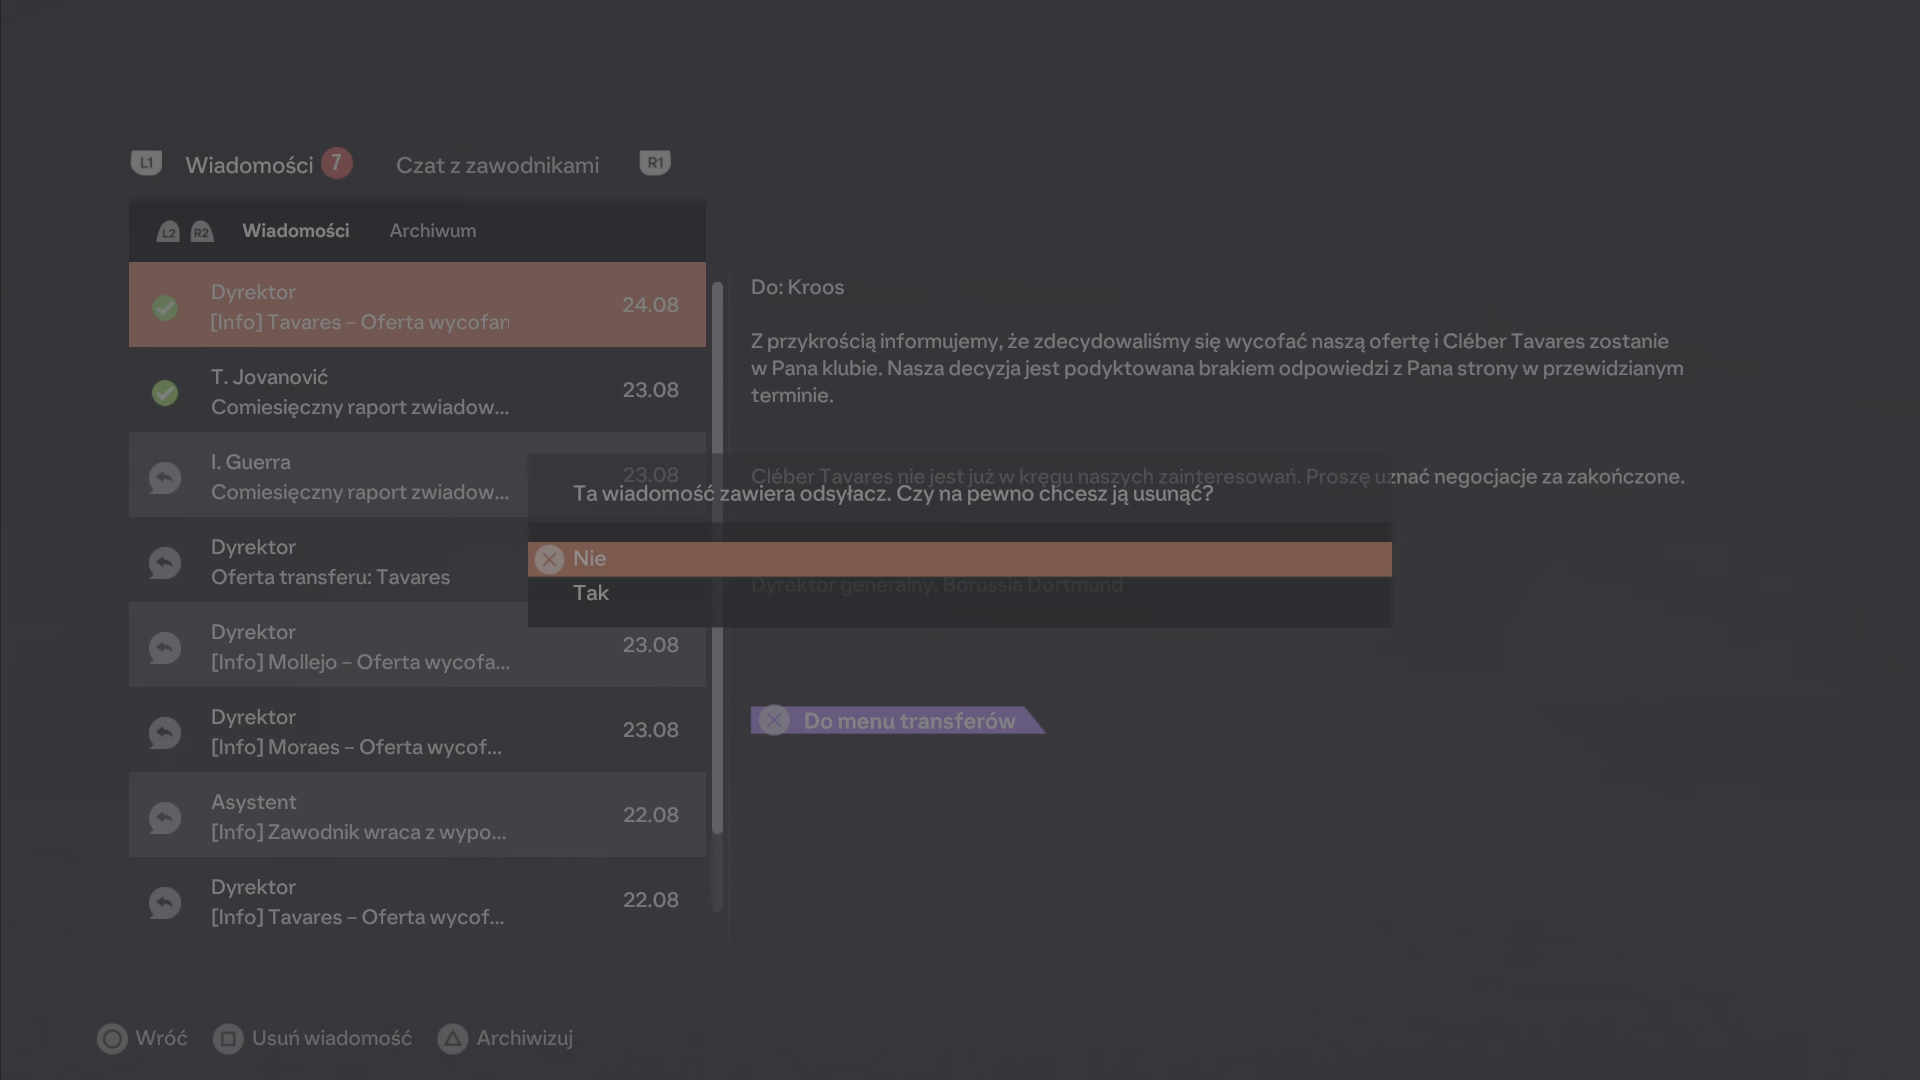 L1 Wiadomości 7 Czat z zawodnikami R1
L2 R2 Wiadomości Archiwum
Dyrektor
[Info] Tavares – Oferta wycofan
24.08
T. Jovanović
Comiesięczny raport zwiadow...
23.08
I. Guerra
Comiesięczny raport zwiadow...
23.08
Dyrektor
Oferta transferu: Tavares
Dyrektor
[Info] Mollejo – Oferta wycofa...
23.08
Dyrektor
[Info] Moraes – Oferta wycof...
23.08
Asystent
[Info] Zawodnik wraca z wypo...
22.08
Dyrektor
[Info] Tavares – Oferta wycof...
22.08
Do: Kroos
Z przykrością informujemy, że zdecydowaliśmy się wycofać naszą ofertę i Cléber Tavares zostanie
w Pana klubie. Nasza decyzja jest podyktowana brakiem odpowiedzi z Pana strony w przewidzianym
terminie.
Cléber Tavares nie jest już w kręgu naszych zainteresowań. Proszę uznać negocjacje za zakończone.
Dyrektor generalny, Borussia Dortmund
Do menu transferów
Ta wiadomość zawiera odsyłacz. Czy na pewno chcesz ją usunąć?
Nie
Tak
Wróć Usuń wiadomość Archiwizuj